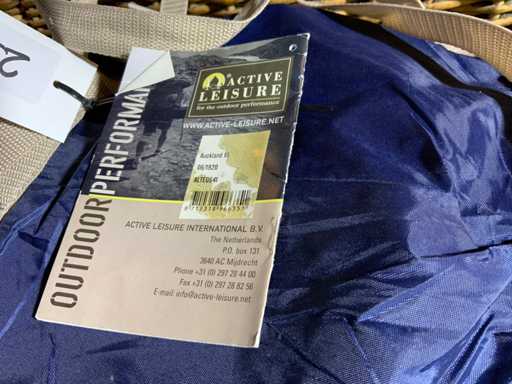 ACTIVE
LEISURE
for the outdoor performance
WWW.ACTIVE-LEISURE.NET
OUTDOOR PERFORMA
ACTIVE LEISURE INTERNATIONAL B.V.
The Netherlands
P.O. box 131
3640 AC Mijdrecht
Phone +31 (0) 297 28 44 00
Fax +31 (0) 297 28 82 56
E-mail: info@active-leisure.net